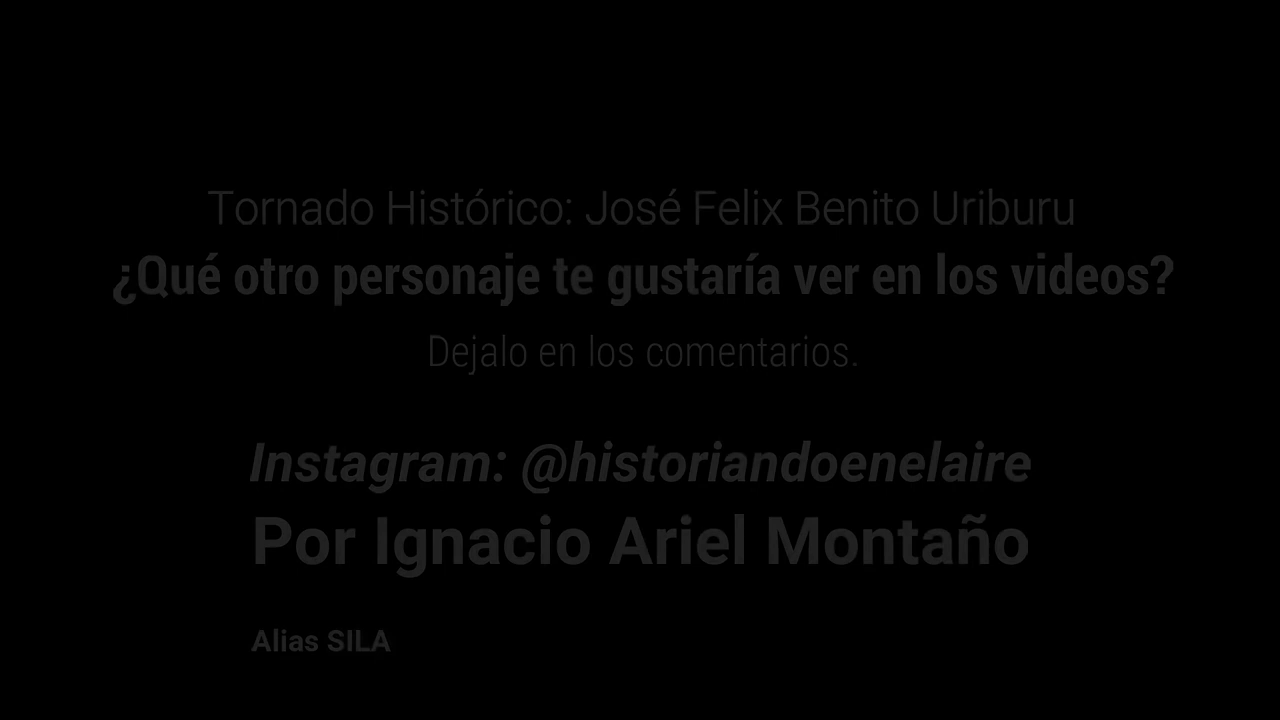 Tornado Histórico: José Felix Benito Uriburu
¿Qué otro personaje te gustaría ver en los videos?
Dejalo en los comentarios.
Instagram: @historiandoenelaire
Por Ignacio Ariel Montaño
Alias SILA